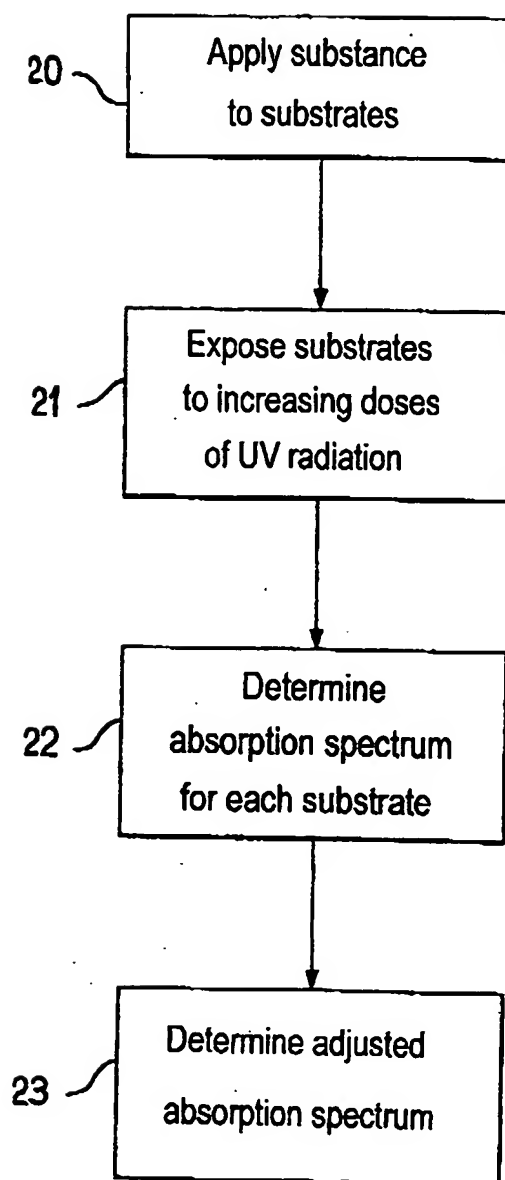 20
Apply substance
to substrates
21
Expose substrates
to increasing doses
of UV radiation
22
Determine
absorption spectrum
for each substrate
23
Determine adjusted
absorption spectrum